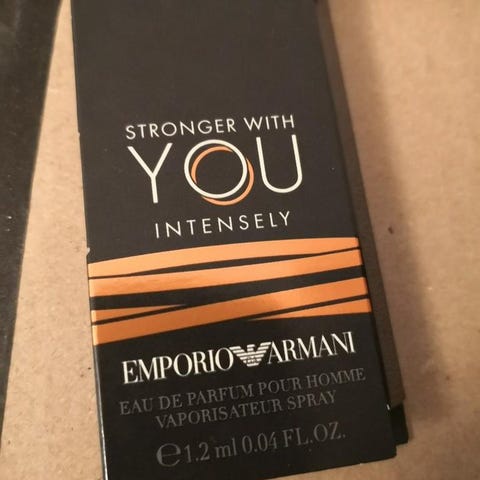 STRONGER WITH
YOU
INTENSELY
EMPORIO ARMANI
EAU DE PARFUM POUR HOMME
VAPORISATEUR SPRAY
℮1.2 ml 0.04 FL.OZ.